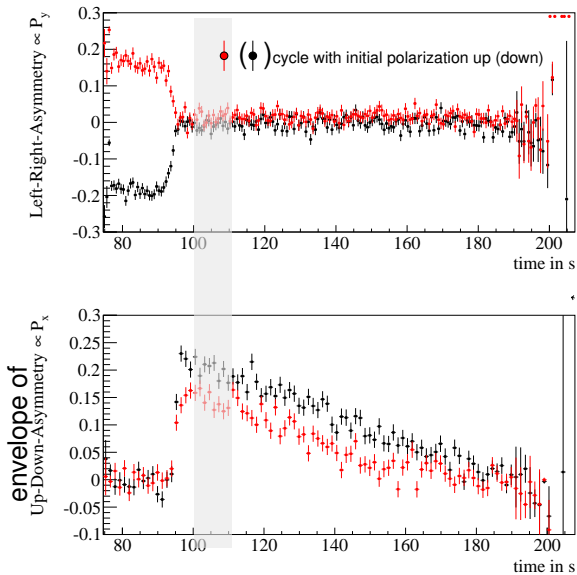 0.3
0.2
0.1
0
-0.1
-0.2
-0.3
Left-Right-Asymmetry ∝ P_y
( ) cycle with initial polarization up (down)
80 100 120 140 160 180 200
time in s
0.3
0.25
0.2
0.15
0.1
0.05
0
-0.05
-0.1
envelope of
Up-Down-Asymmetry ∝ P_x
80 100 120 140 160 180 200
time in s